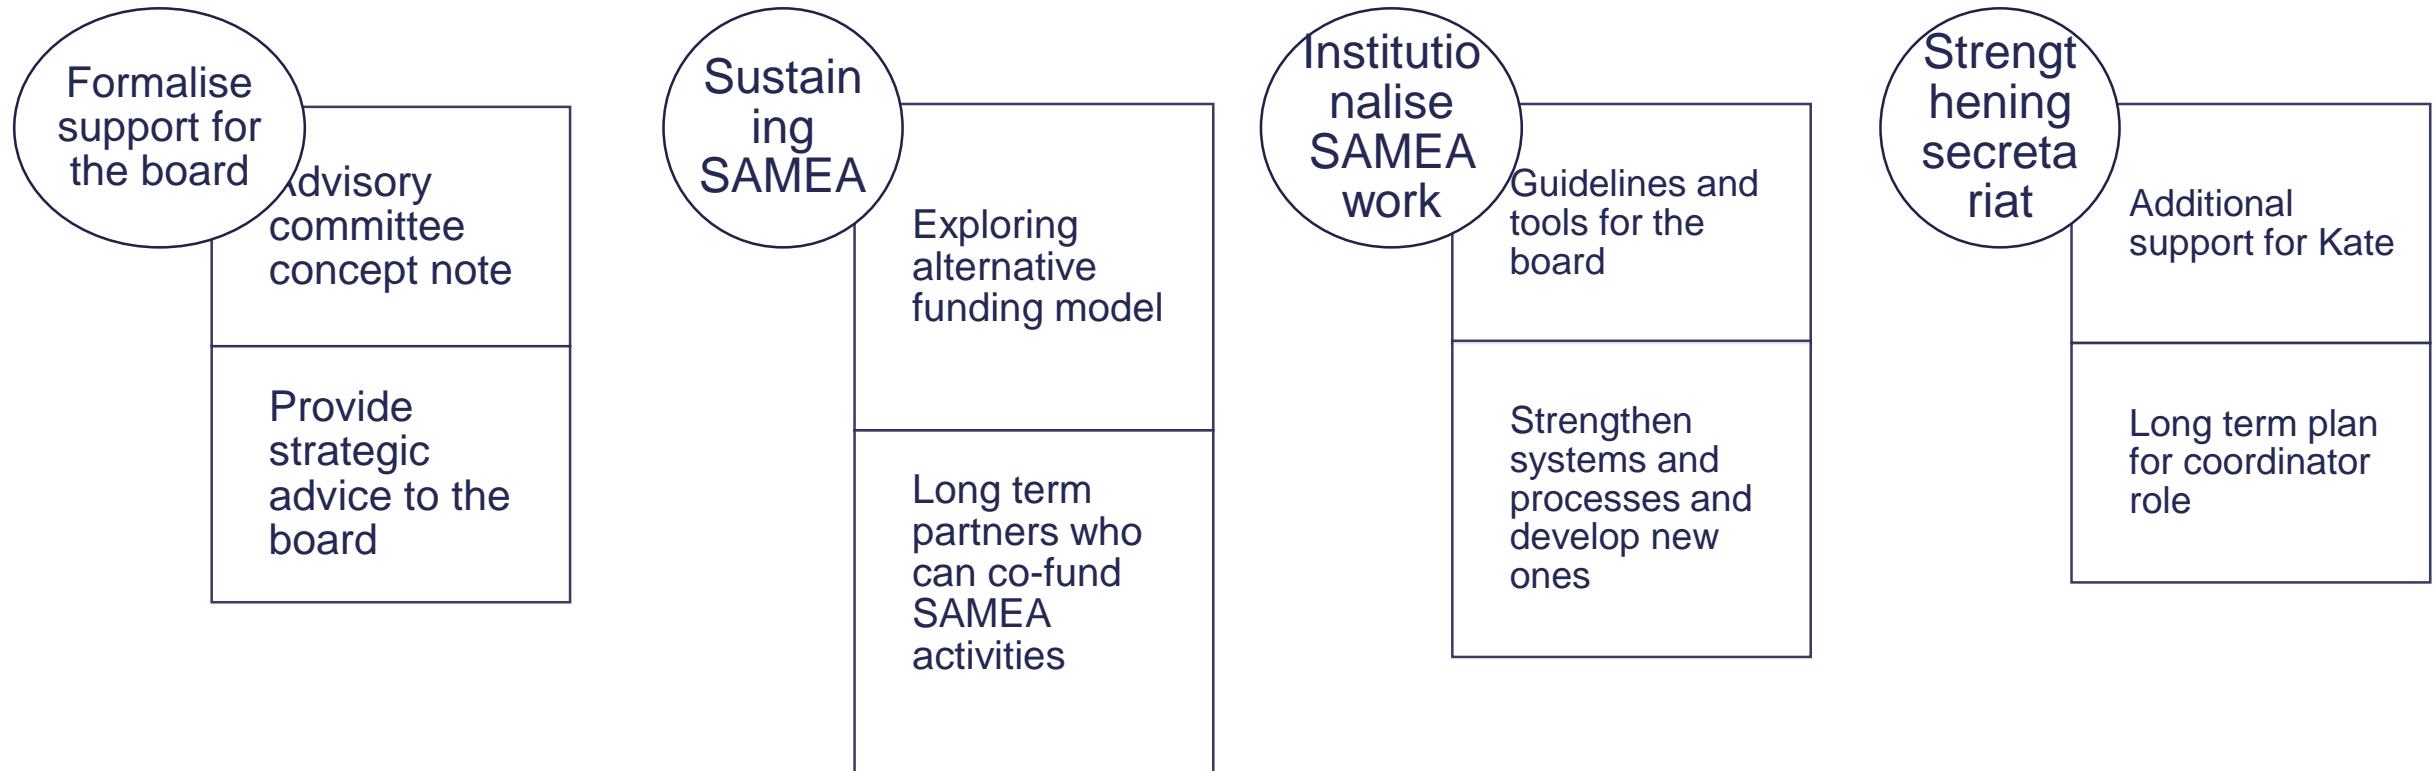 Formalise
support for
the board
Advisory
committee
concept note
Provide
strategic
advice to the
board
Sustain
ing
SAMEA
Exploring
alternative
funding model
Long term
partners who
can co-fund
SAMEA
activities
Institutio
nalise
SAMEA
work
Guidelines and
tools for the
board
Strengthen
systems and
processes and
develop new
ones
Strengt
hening
secreta
riat
Additional
support for Kate
Long term plan
for coordinator
role